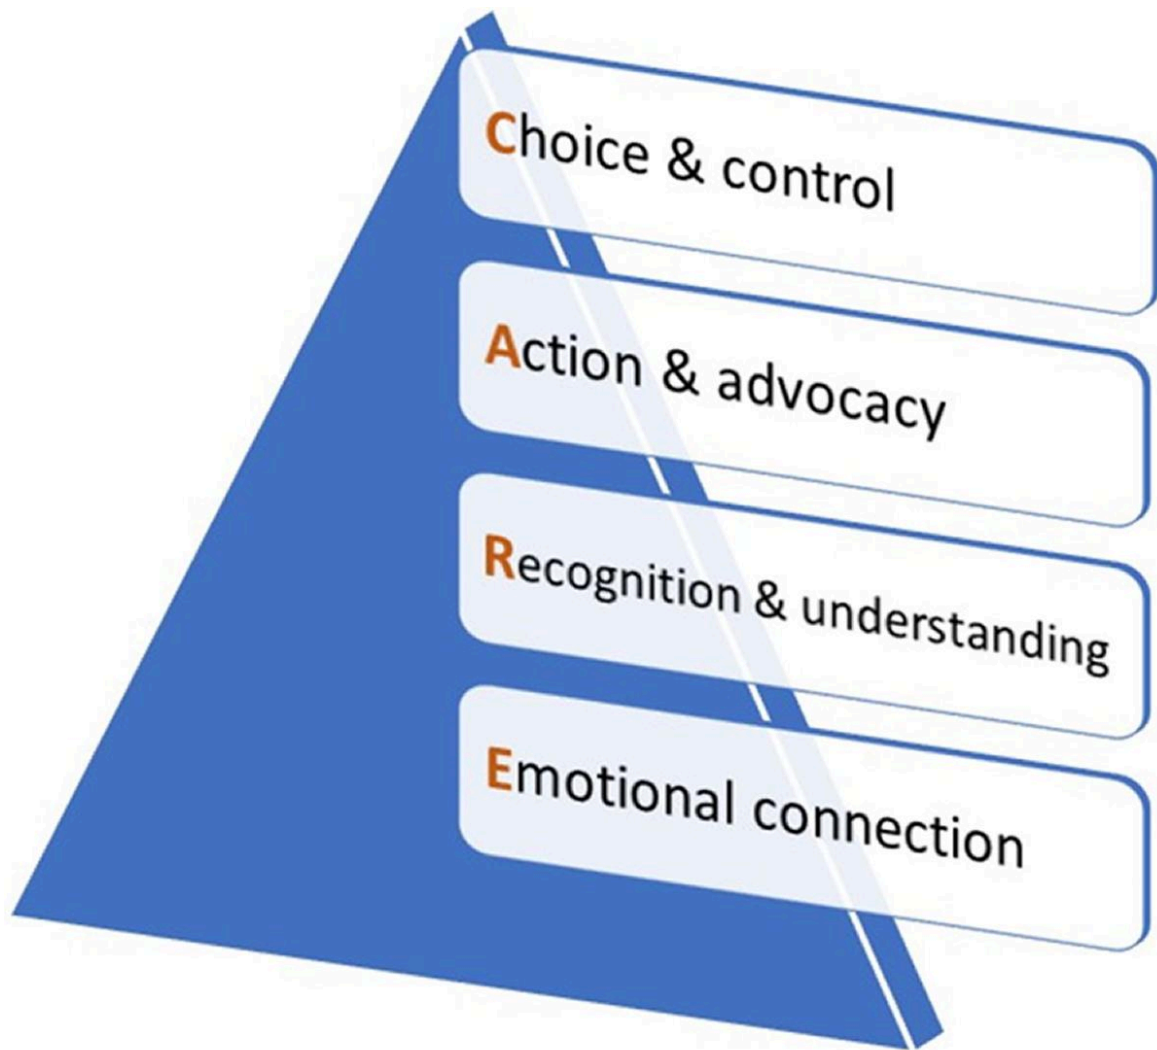 Choice & control
Action & advocacy
Recognition & understanding
Emotional connection